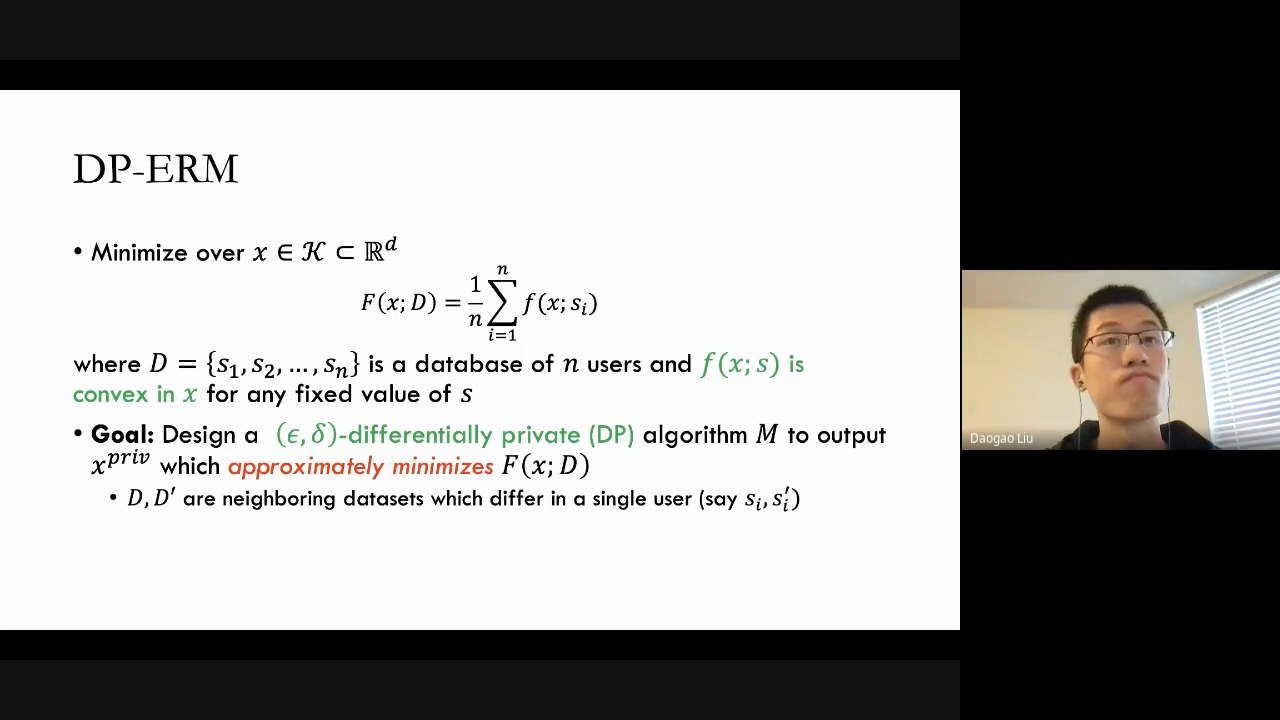 DP-ERM
• Minimize over 𝑥 ∈ 𝒦 ⊂ ℝ^𝑑
𝐹(𝑥; 𝐷) = 1/𝑛 ∑_{𝑖=1}^{𝑛} 𝑓(𝑥; 𝑠_𝑖)
where 𝐷 = {𝑠_1, 𝑠_2, … , 𝑠_𝑛} is a database of 𝑛 users and 𝑓(𝑥; 𝑠) is
convex in 𝑥 for any fixed value of 𝑠
• Goal: Design a (𝜖, 𝛿)-differentially private (DP) algorithm 𝑀 to output
𝑥^{𝑝𝑟𝑖𝑣} which approximately minimizes 𝐹(𝑥; 𝐷)
• 𝐷, 𝐷′ are neighboring datasets which differ in a single user (say 𝑠_𝑖, 𝑠_𝑖′)
Daogao Liu